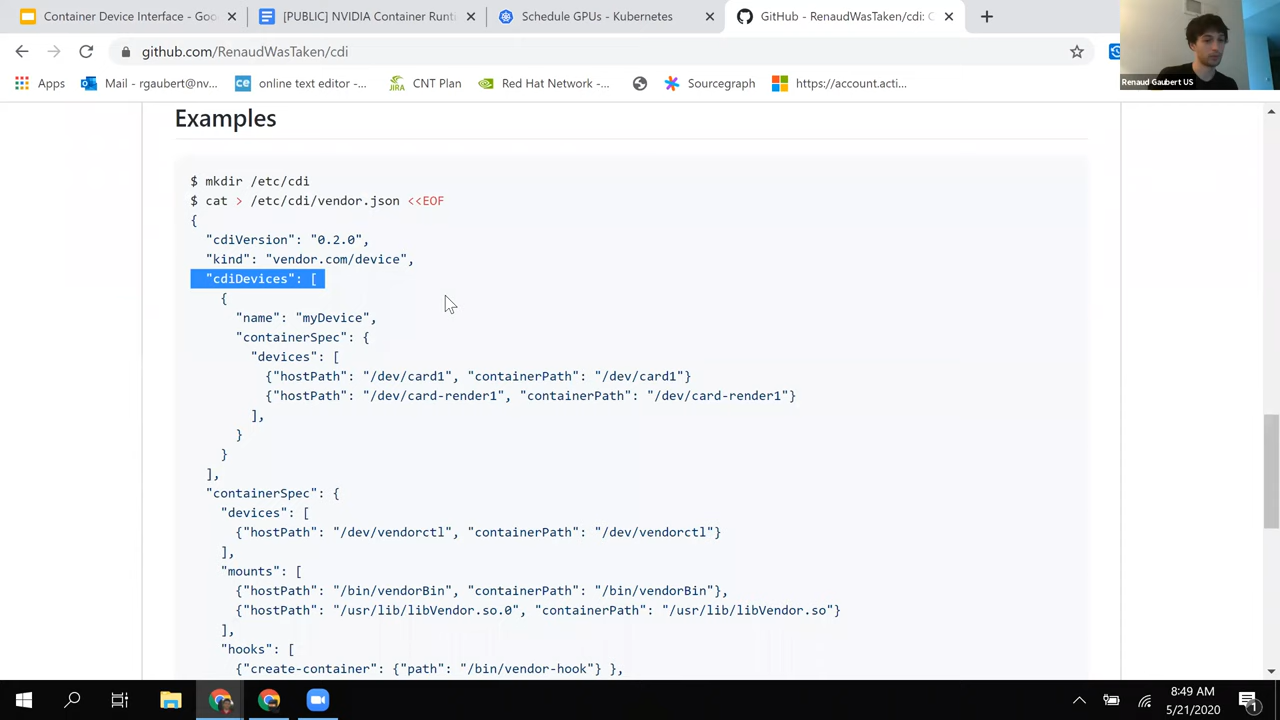 Container Device Interface - Goo
[PUBLIC] NVIDIA Container Runti
Schedule GPUs - Kubernetes
GitHub - RenaudWasTaken/cdi: C
github.com/RenaudWasTaken/cdi
Apps
Mail - rgaubert@nv...
ce
online text editor -...
JIRA
CNT Plan
Red Hat Network -...
Sourcegraph
https://account.acti...
Renaud Gaubert US
Examples
$ mkdir /etc/cdi
$ cat > /etc/cdi/vendor.json <<EOF
{
"cdiVersion": "0.2.0",
"kind": "vendor.com/device",
"cdiDevices": [
{
"name": "myDevice",
"containerSpec": {
"devices": [
{"hostPath": "/dev/card1", "containerPath": "/dev/card1"}
{"hostPath": "/dev/card-render1", "containerPath": "/dev/card-render1"}
],
}
}
],
"containerSpec": {
"devices": [
{"hostPath": "/dev/vendorctl", "containerPath": "/dev/vendorctl"}
],
"mounts": [
{"hostPath": "/bin/vendorBin", "containerPath": "/bin/vendorBin"},
{"hostPath": "/usr/lib/libVendor.so.0", "containerPath": "/usr/lib/libVendor.so"}
],
"hooks": [
{"create-container": {"path": "/bin/vendor-hook"} },
8:49 AM
5/21/2020
1